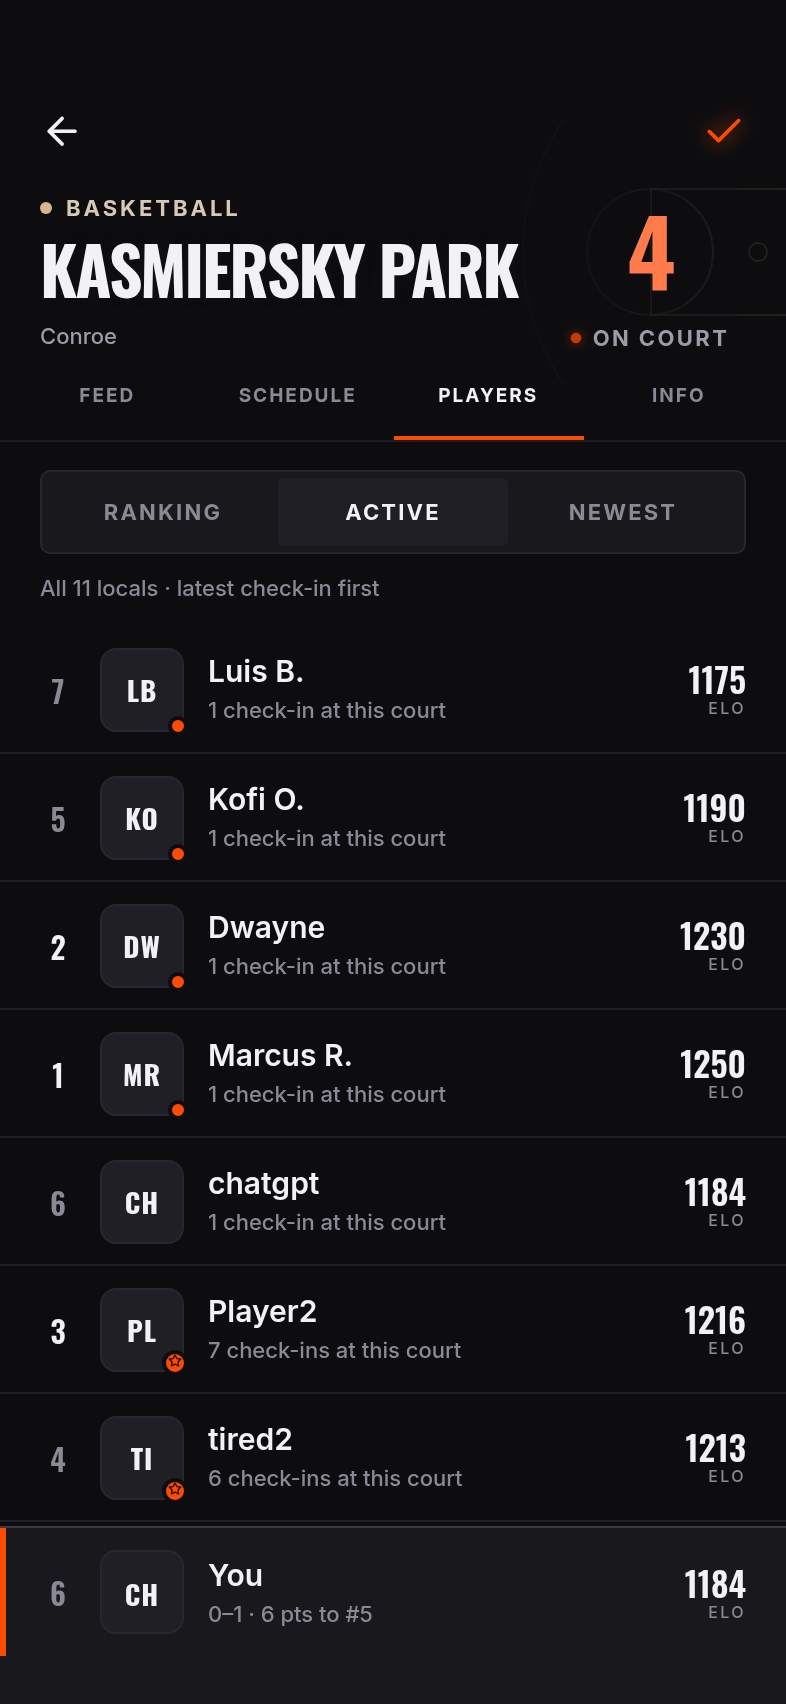 BASKETBALL
KASMIERSKY PARK
4
Conroe
ON COURT
FEED SCHEDULE PLAYERS INFO
RANKING ACTIVE NEWEST
All 11 locals · latest check-in first
7 LB Luis B. 1175
1 check-in at this court ELO
5 KO Kofi O. 1190
1 check-in at this court ELO
2 DW Dwayne 1230
1 check-in at this court ELO
1 MR Marcus R. 1250
1 check-in at this court ELO
6 CH chatgpt 1184
1 check-in at this court ELO
3 PL Player2 1216
7 check-ins at this court ELO
4 TI tired2 1213
6 check-ins at this court ELO
6 CH You 1184
0–1 · 6 pts to #5 ELO